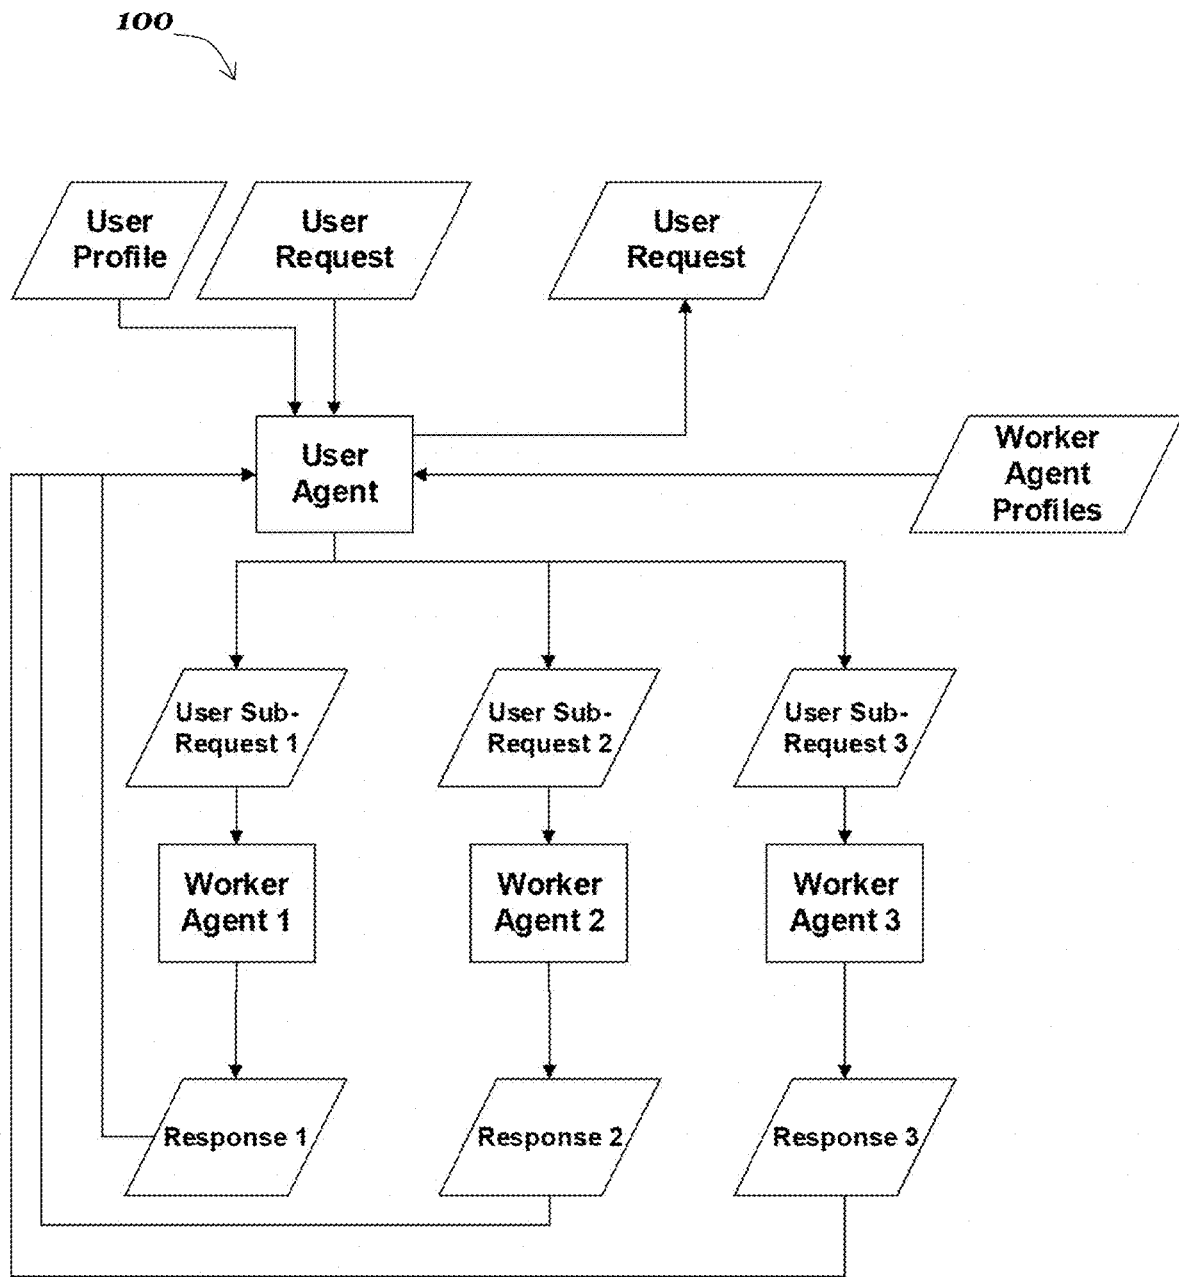 100
User
Profile
User
Request
User
Request
User
Agent
Worker
Agent
Profiles
User Sub-
Request 1
User Sub-
Request 2
User Sub-
Request 3
Worker
Agent 1
Worker
Agent 2
Worker
Agent 3
Response 1
Response 2
Response 3